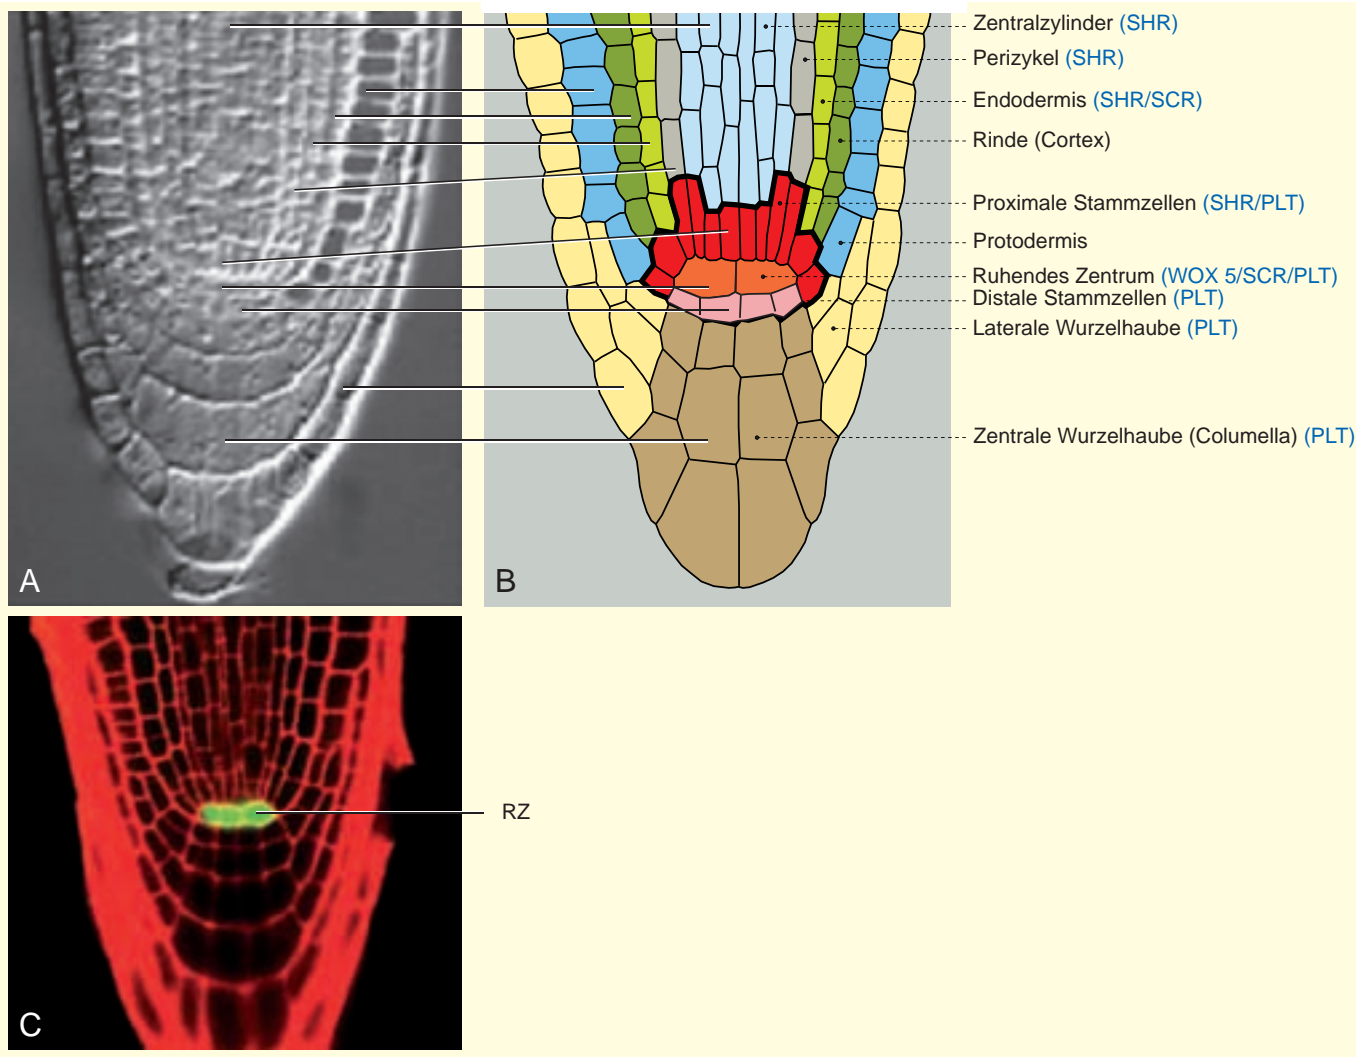 Zentralzylinder (SHR)
Perizykel (SHR)
Endodermis (SHR/SCR)
Rinde (Cortex)
Proximale Stammzellen (SHR/PLT)
Protodermis
Ruhendes Zentrum (WOX 5/SCR/PLT)
Distale Stammzellen (PLT)
Laterale Wurzelhaube (PLT)
Zentrale Wurzelhaube (Columella) (PLT)
A
B
RZ
C